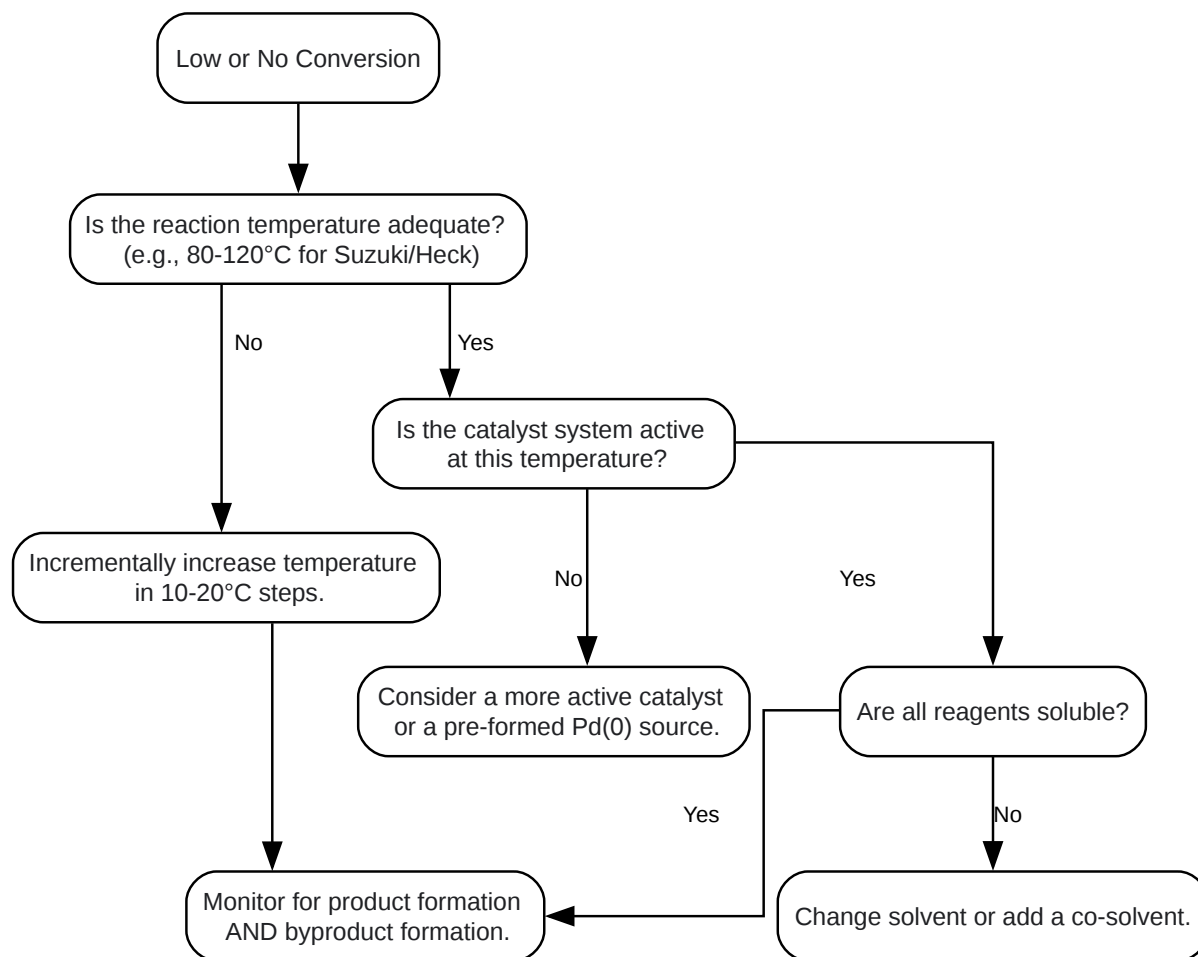 Low or No Conversion
Is the reaction temperature adequate?
(e.g., 80-120°C for Suzuki/Heck)
No
Yes
Is the catalyst system active
at this temperature?
Incrementally increase temperature
in 10-20°C steps.
No
Yes
Consider a more active catalyst
or a pre-formed Pd(0) source.
Are all reagents soluble?
Yes
No
Monitor for product formation
AND byproduct formation.
Change solvent or add a co-solvent.